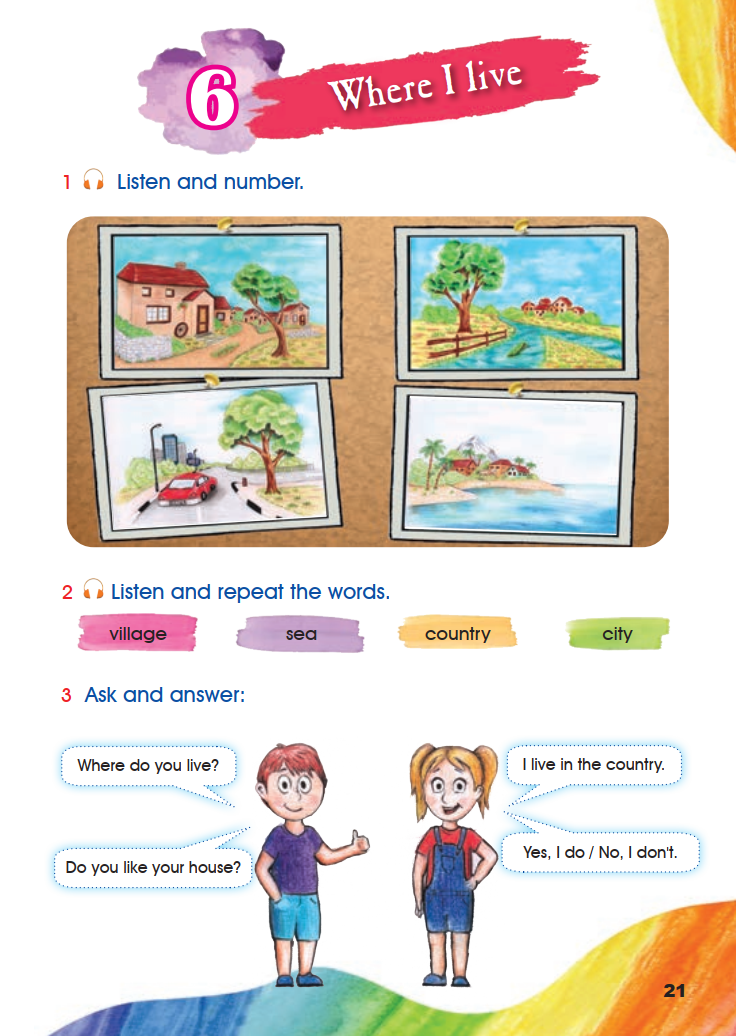 6
Where I live
1 Listen and number.
2 Listen and repeat the words.
village sea country city
3 Ask and answer:
Where do you live?
I live in the country.
Do you like your house?
Yes, I do / No, I don't.
21